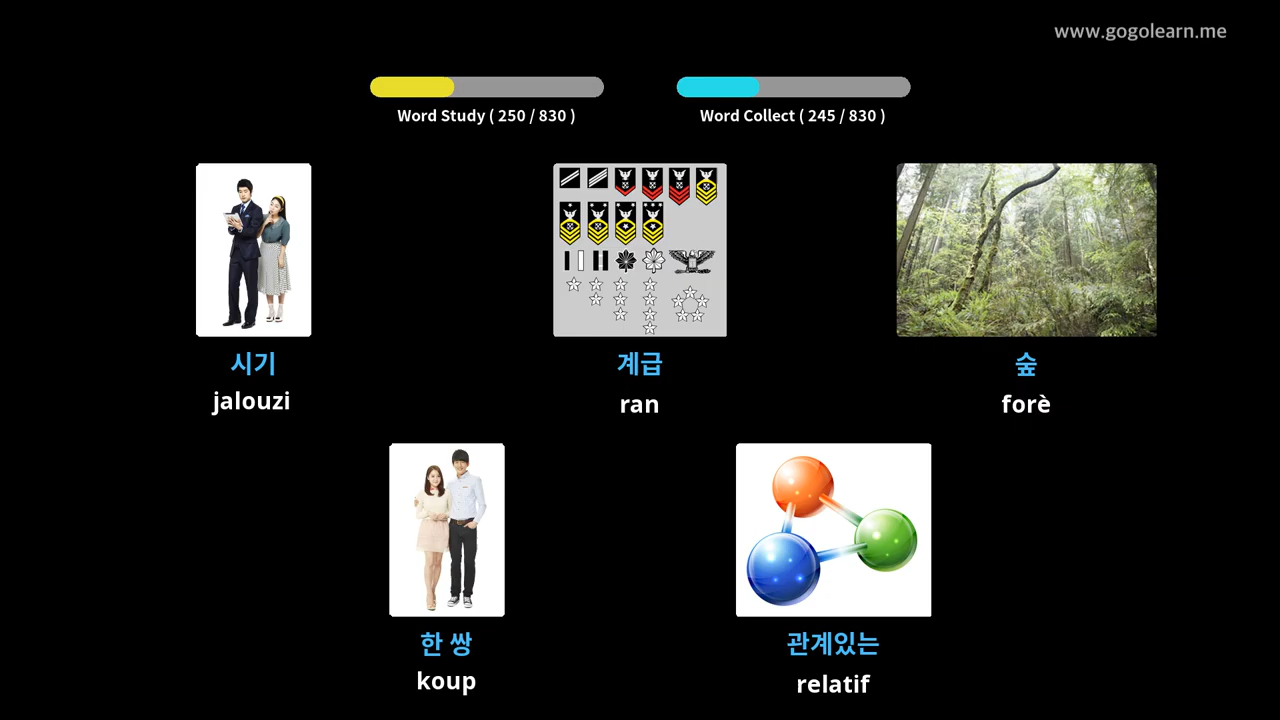 www.gogolearn.me
Word Study ( 250 / 830 )
Word Collect ( 245 / 830 )
시기
jalouzi
계급
ran
숲
forè
한 쌍
koup
관계있는
relatif